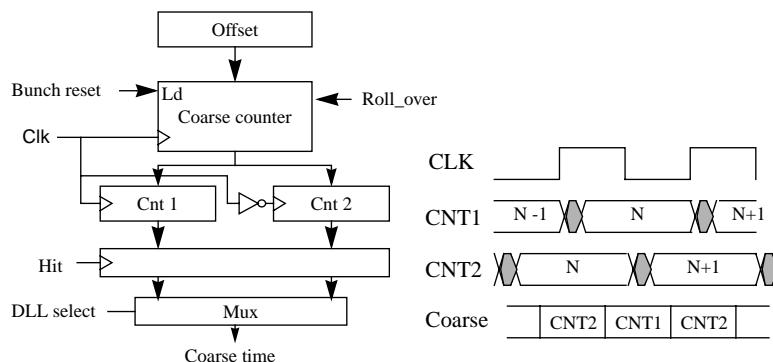 Offset
Bunch reset
Ld
Coarse counter
Roll_over
Clk
Cnt 1
Cnt 2
Hit
DLL select
Mux
Coarse time
CLK
CNT1
N -1
N
N+1
CNT2
N
N+1
Coarse
CNT2
CNT1
CNT2